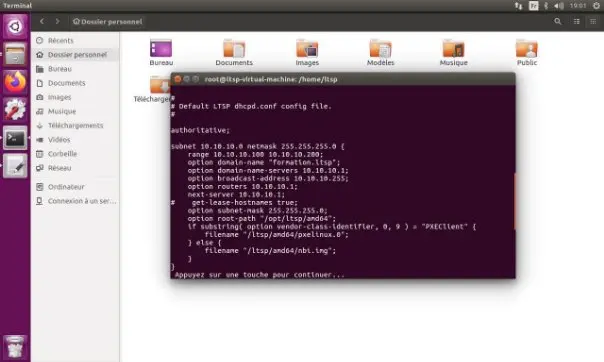 Terminal
Fr
19:01
Dossier personnel
Récents
Dossier personnel
Bureau
Documents
Images
Musique
Téléchargements
Vidéos
Corbeille
Réseau
Ordinateur
Connexion à un ser...
Bureau
Documents
Images
Modèles
Musique
Public
root@ltsp-virtual-machine: /home/ltsp
#
# Default LTSP dhcpd.conf config file.
#
authoritative;
subnet 10.10.10.0 netmask 255.255.255.0 {
    range 10.10.10.100 10.10.10.200;
    option domain-name "formation.ltsp";
    option domain-name-servers 10.10.10.1;
    option broadcast-address 10.10.10.255;
    option routers 10.10.10.1;
    next-server 10.10.10.1;
#   get-lease-hostnames true;
    option subnet-mask 255.255.255.0;
    option root-path "/opt/ltsp/amd64";
    if substring( option vendor-class-identifier, 0, 9 ) = "PXEClient" {
        filename "/ltsp/amd64/pxelinux.0";
    } else {
        filename "/ltsp/amd64/nbi.img";
    }
}
Appuyez sur une touche pour continuer...